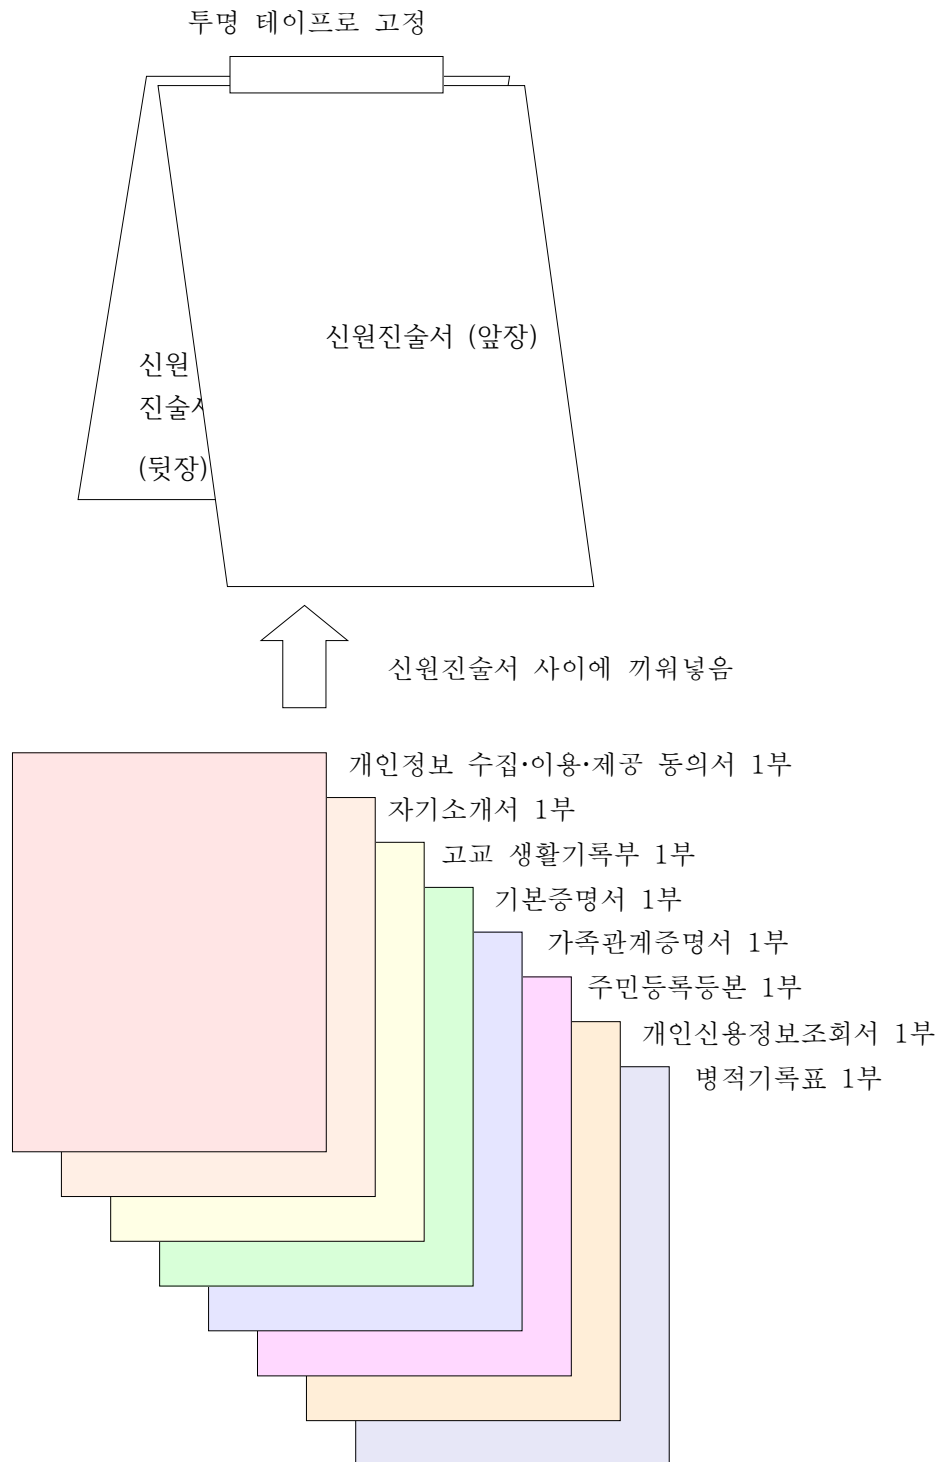 투명 테이프로 고정
신원진술서 (앞장)
신원
진술서
(뒷장)
신원진술서 사이에 끼워넣음
개인정보 수집·이용·제공 동의서 1부
자기소개서 1부
고교 생활기록부 1부
기본증명서 1부
가족관계증명서 1부
주민등록등본 1부
개인신용정보조회서 1부
병적기록표 1부